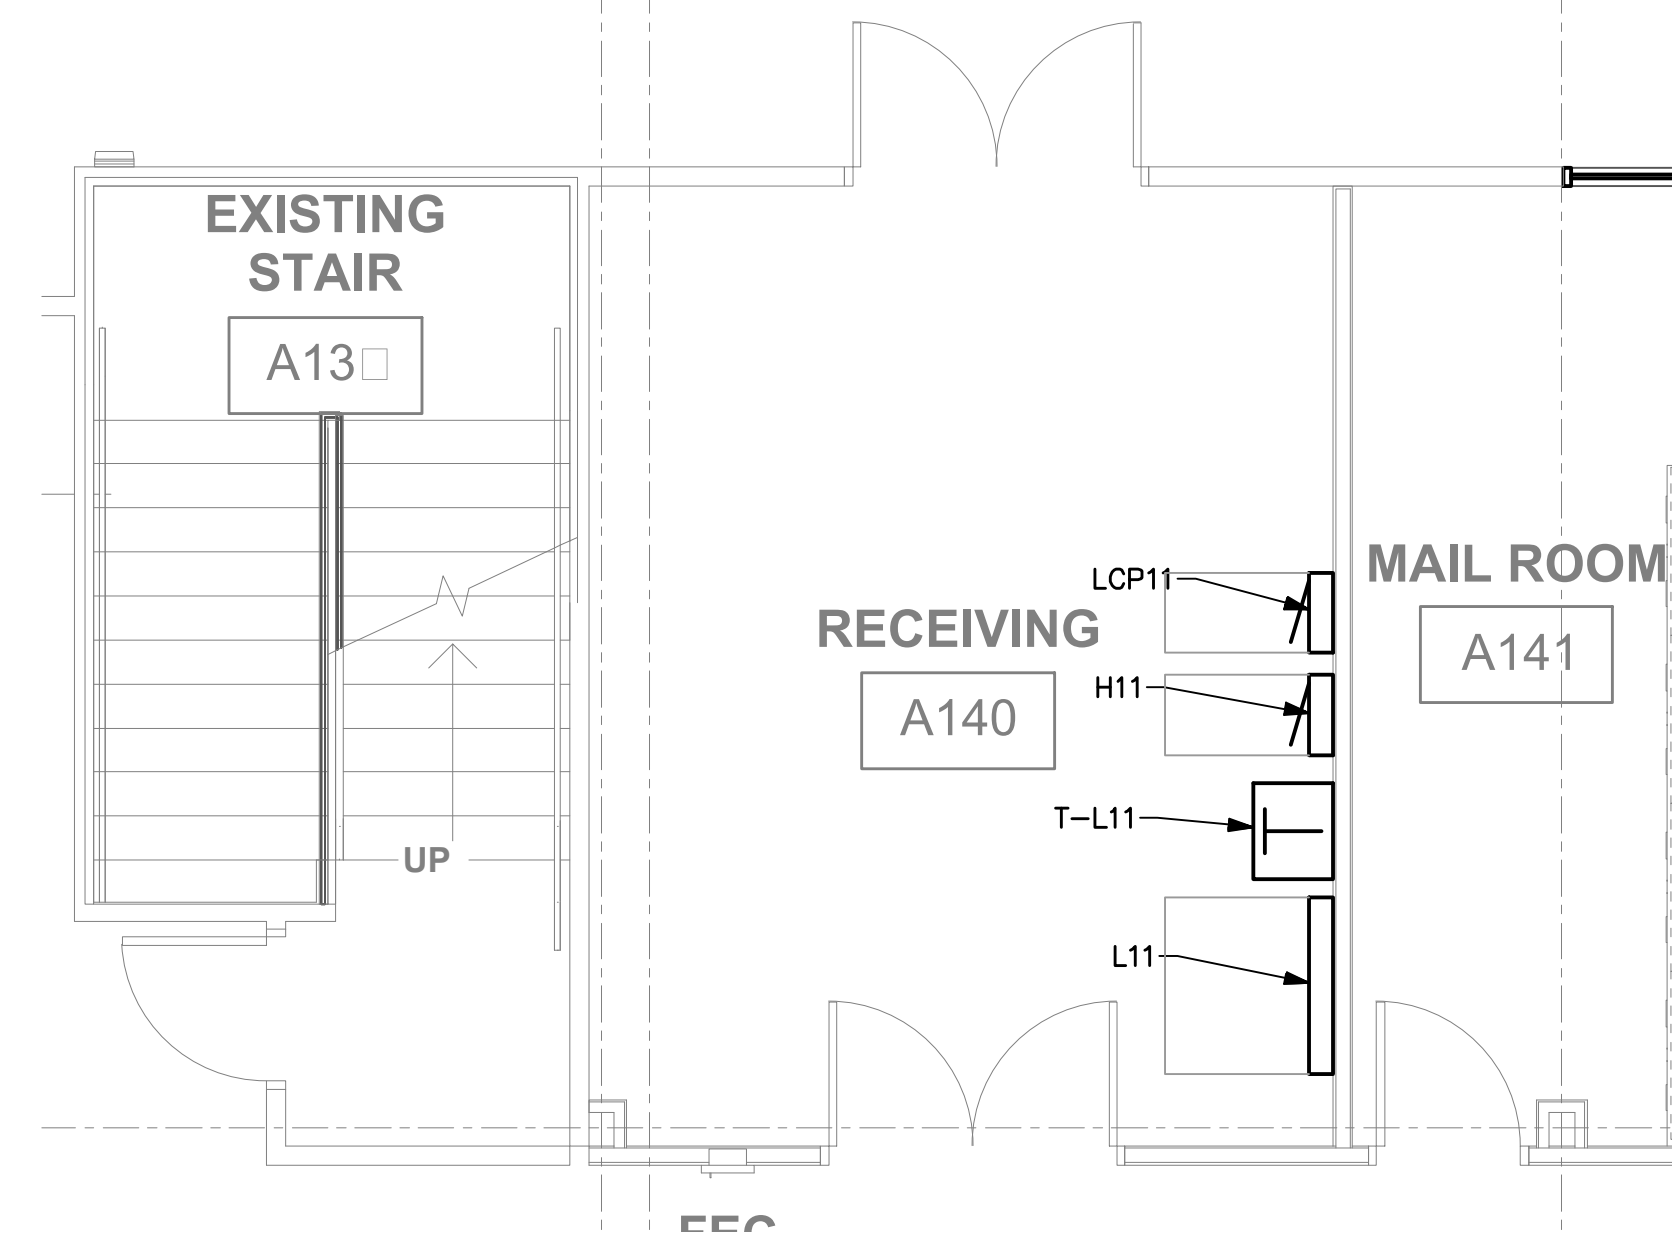 EXISTING
STAIR
A13□
MAIL ROOM
LCP11
RECEIVING
A141
H11
A140
T-L11
UP
L11